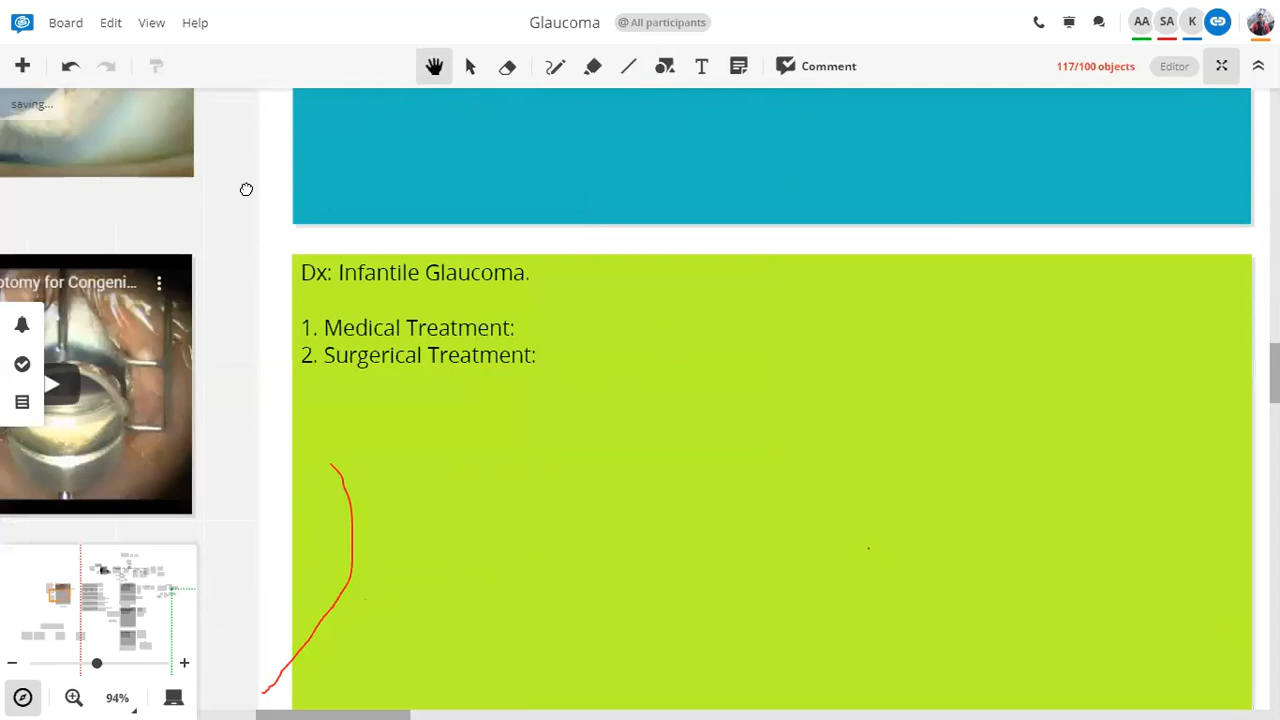 Board Edit View Help
Glaucoma
@ All participants
AA SA K
Comment
117/100 objects
Editor
saving...
otomy for Congeni...
Dx: Infantile Glaucoma.
1. Medical Treatment:
2. Surgerical Treatment:
94%